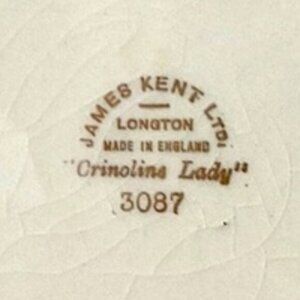 JAMES KENT LTD.
LONGTON
MADE IN ENGLAND
"Crinoline Lady"
3087